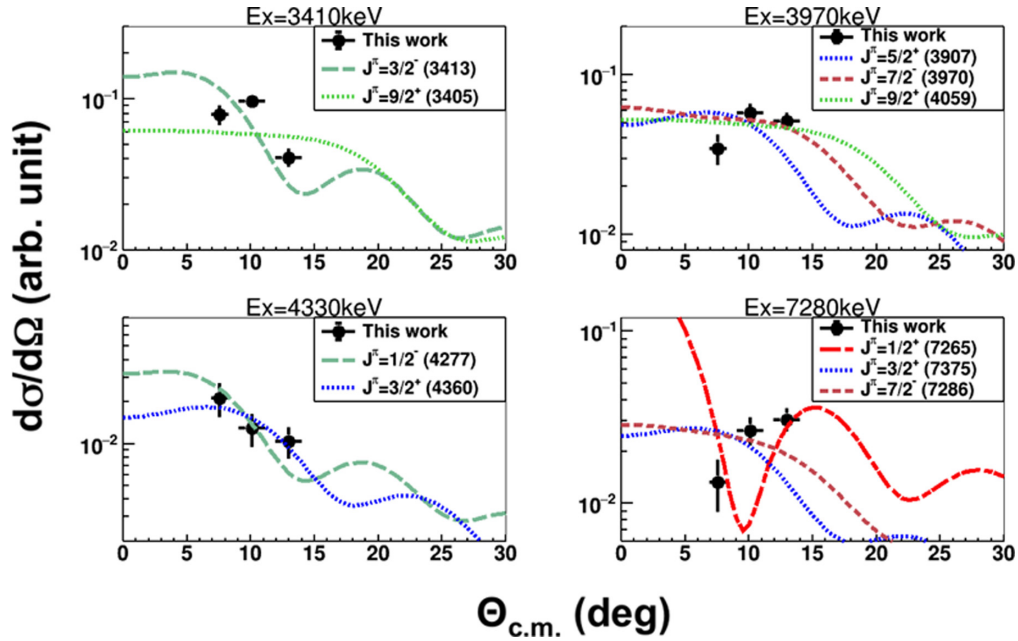 Ex=3410keV
This work
Jπ=3/2- (3413)
Jπ=9/2+ (3405)
10⁻¹
10⁻²
0 5 10 15 20 25 30
Ex=3970keV
This work
Jπ=5/2+ (3907)
Jπ=7/2- (3970)
Jπ=9/2+ (4059)
10⁻¹
10⁻²
0 5 10 15 20 25 30
dσ/dΩ (arb. unit)
Ex=4330keV
This work
Jπ=1/2- (4277)
Jπ=3/2+ (4360)
10⁻²
0 5 10 15 20 25 30
Ex=7280keV
This work
Jπ=1/2+ (7265)
Jπ=3/2+ (7375)
Jπ=7/2- (7286)
10⁻¹
10⁻²
0 5 10 15 20 25 30
Θc.m. (deg)